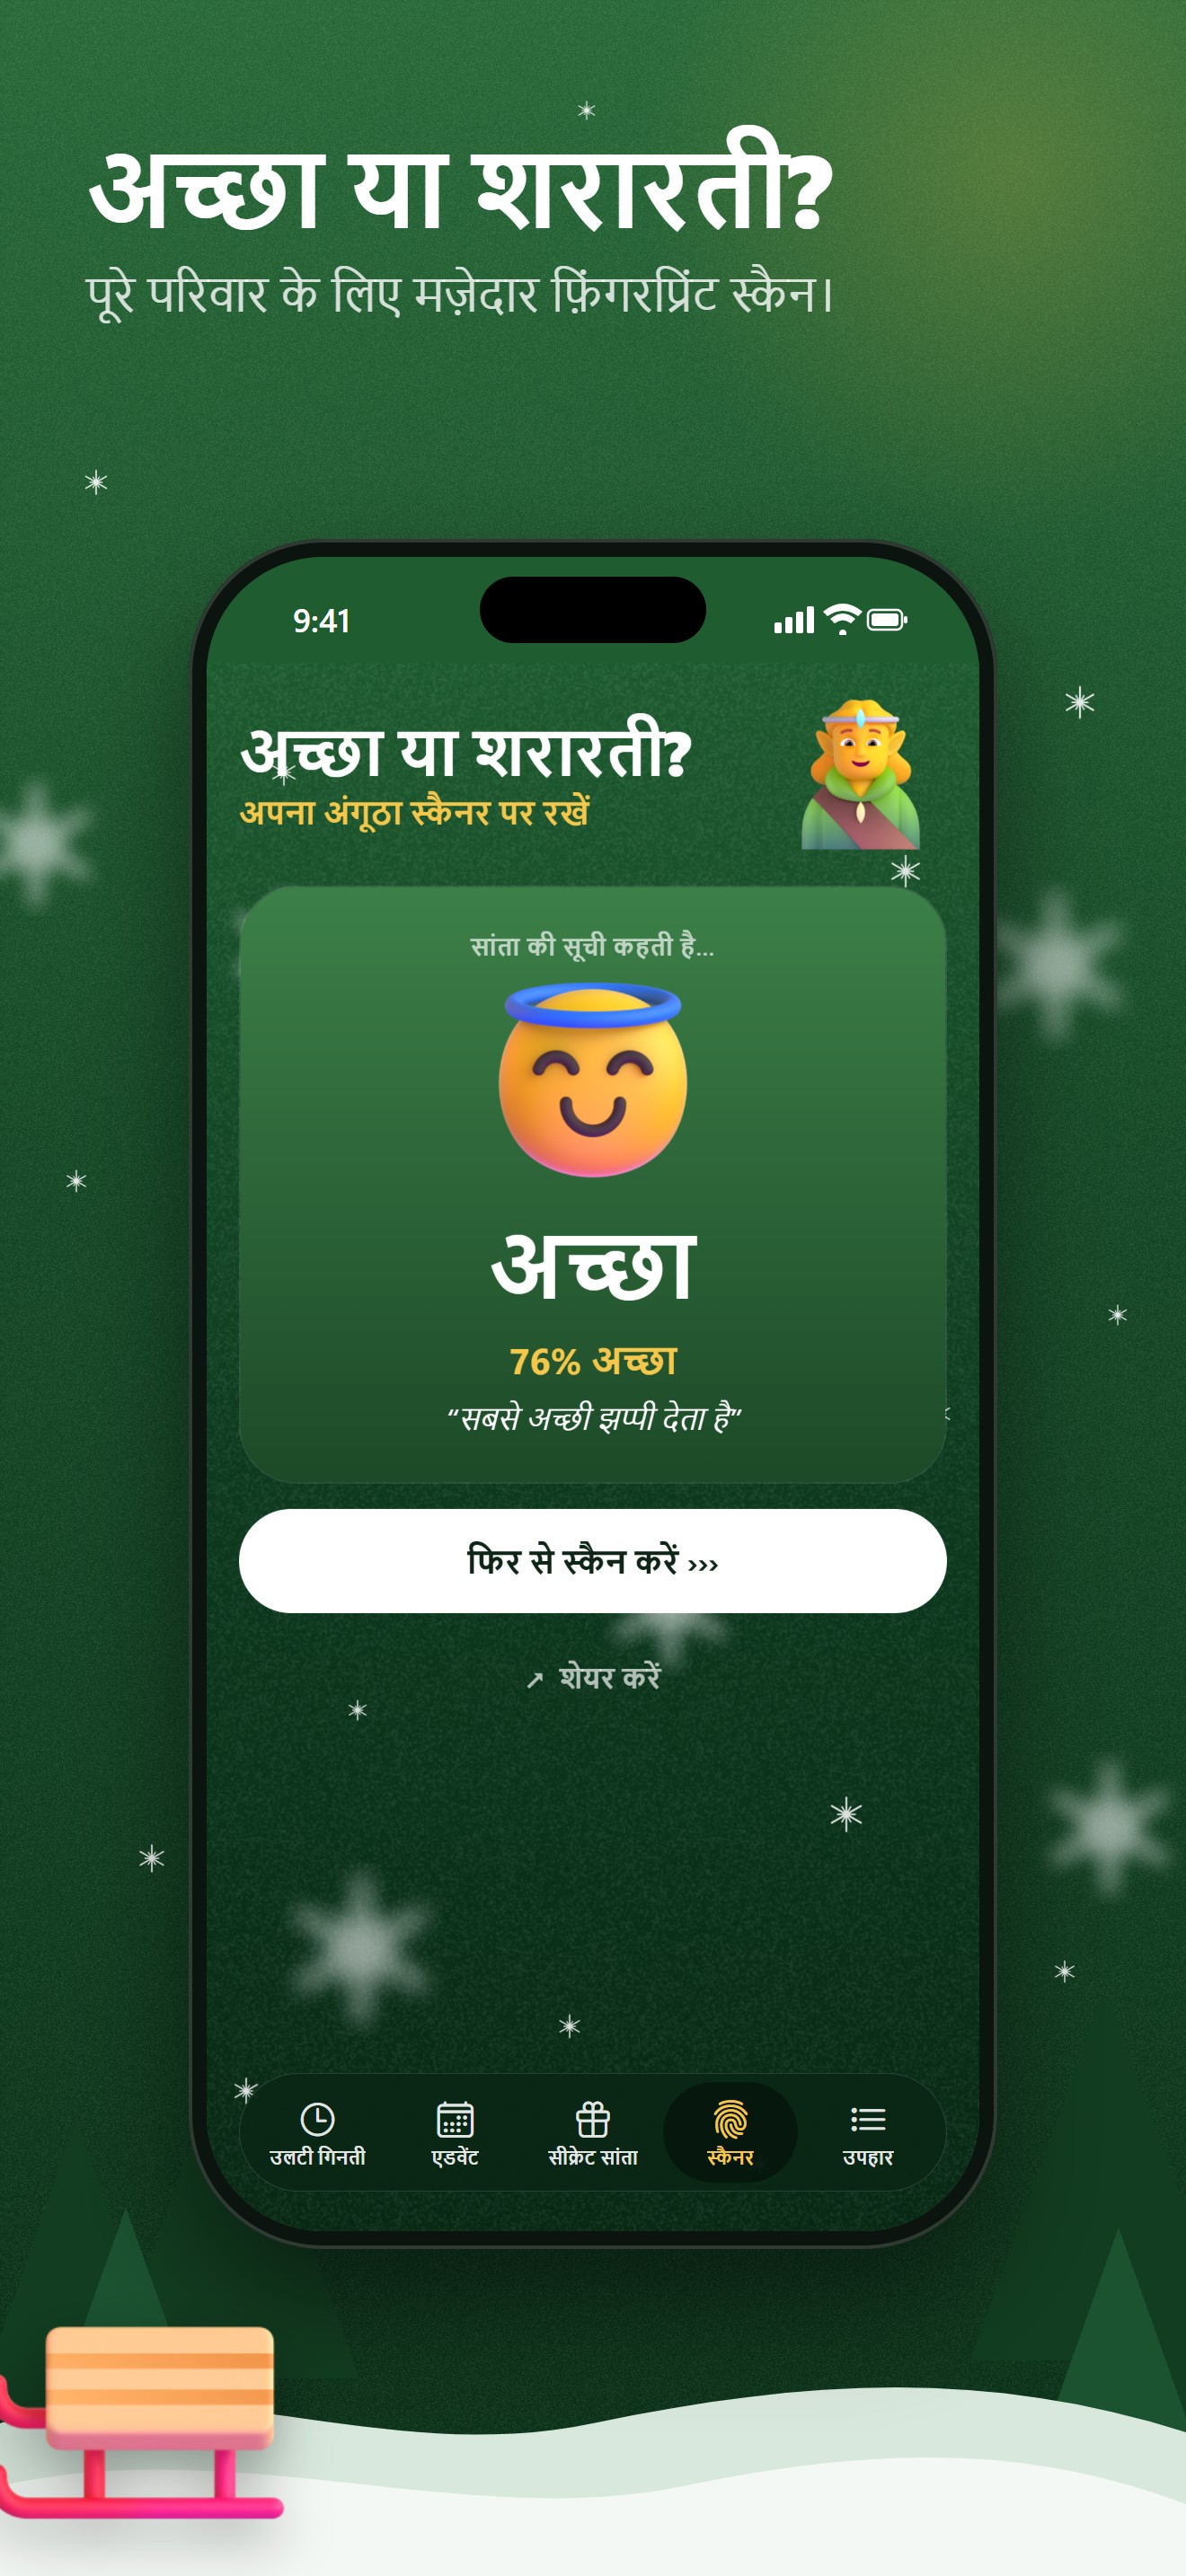 अच्छा या शरारती?
पूरे परिवार के लिए मज़ेदार फ़िंगरप्रिंट स्कैन।
9:41
अच्छा या शरारती?
अपना अंगूठा स्कैनर पर रखें
सांता की सूची कहती है...
अच्छा
76% अच्छा
“सबसे अच्छी झप्पी देता है”
फिर से स्कैन करें ›››
↗ शेयर करें
उलटी गिनती
एडवेंट
सीक्रेट सांता
स्कैनर
उपहार